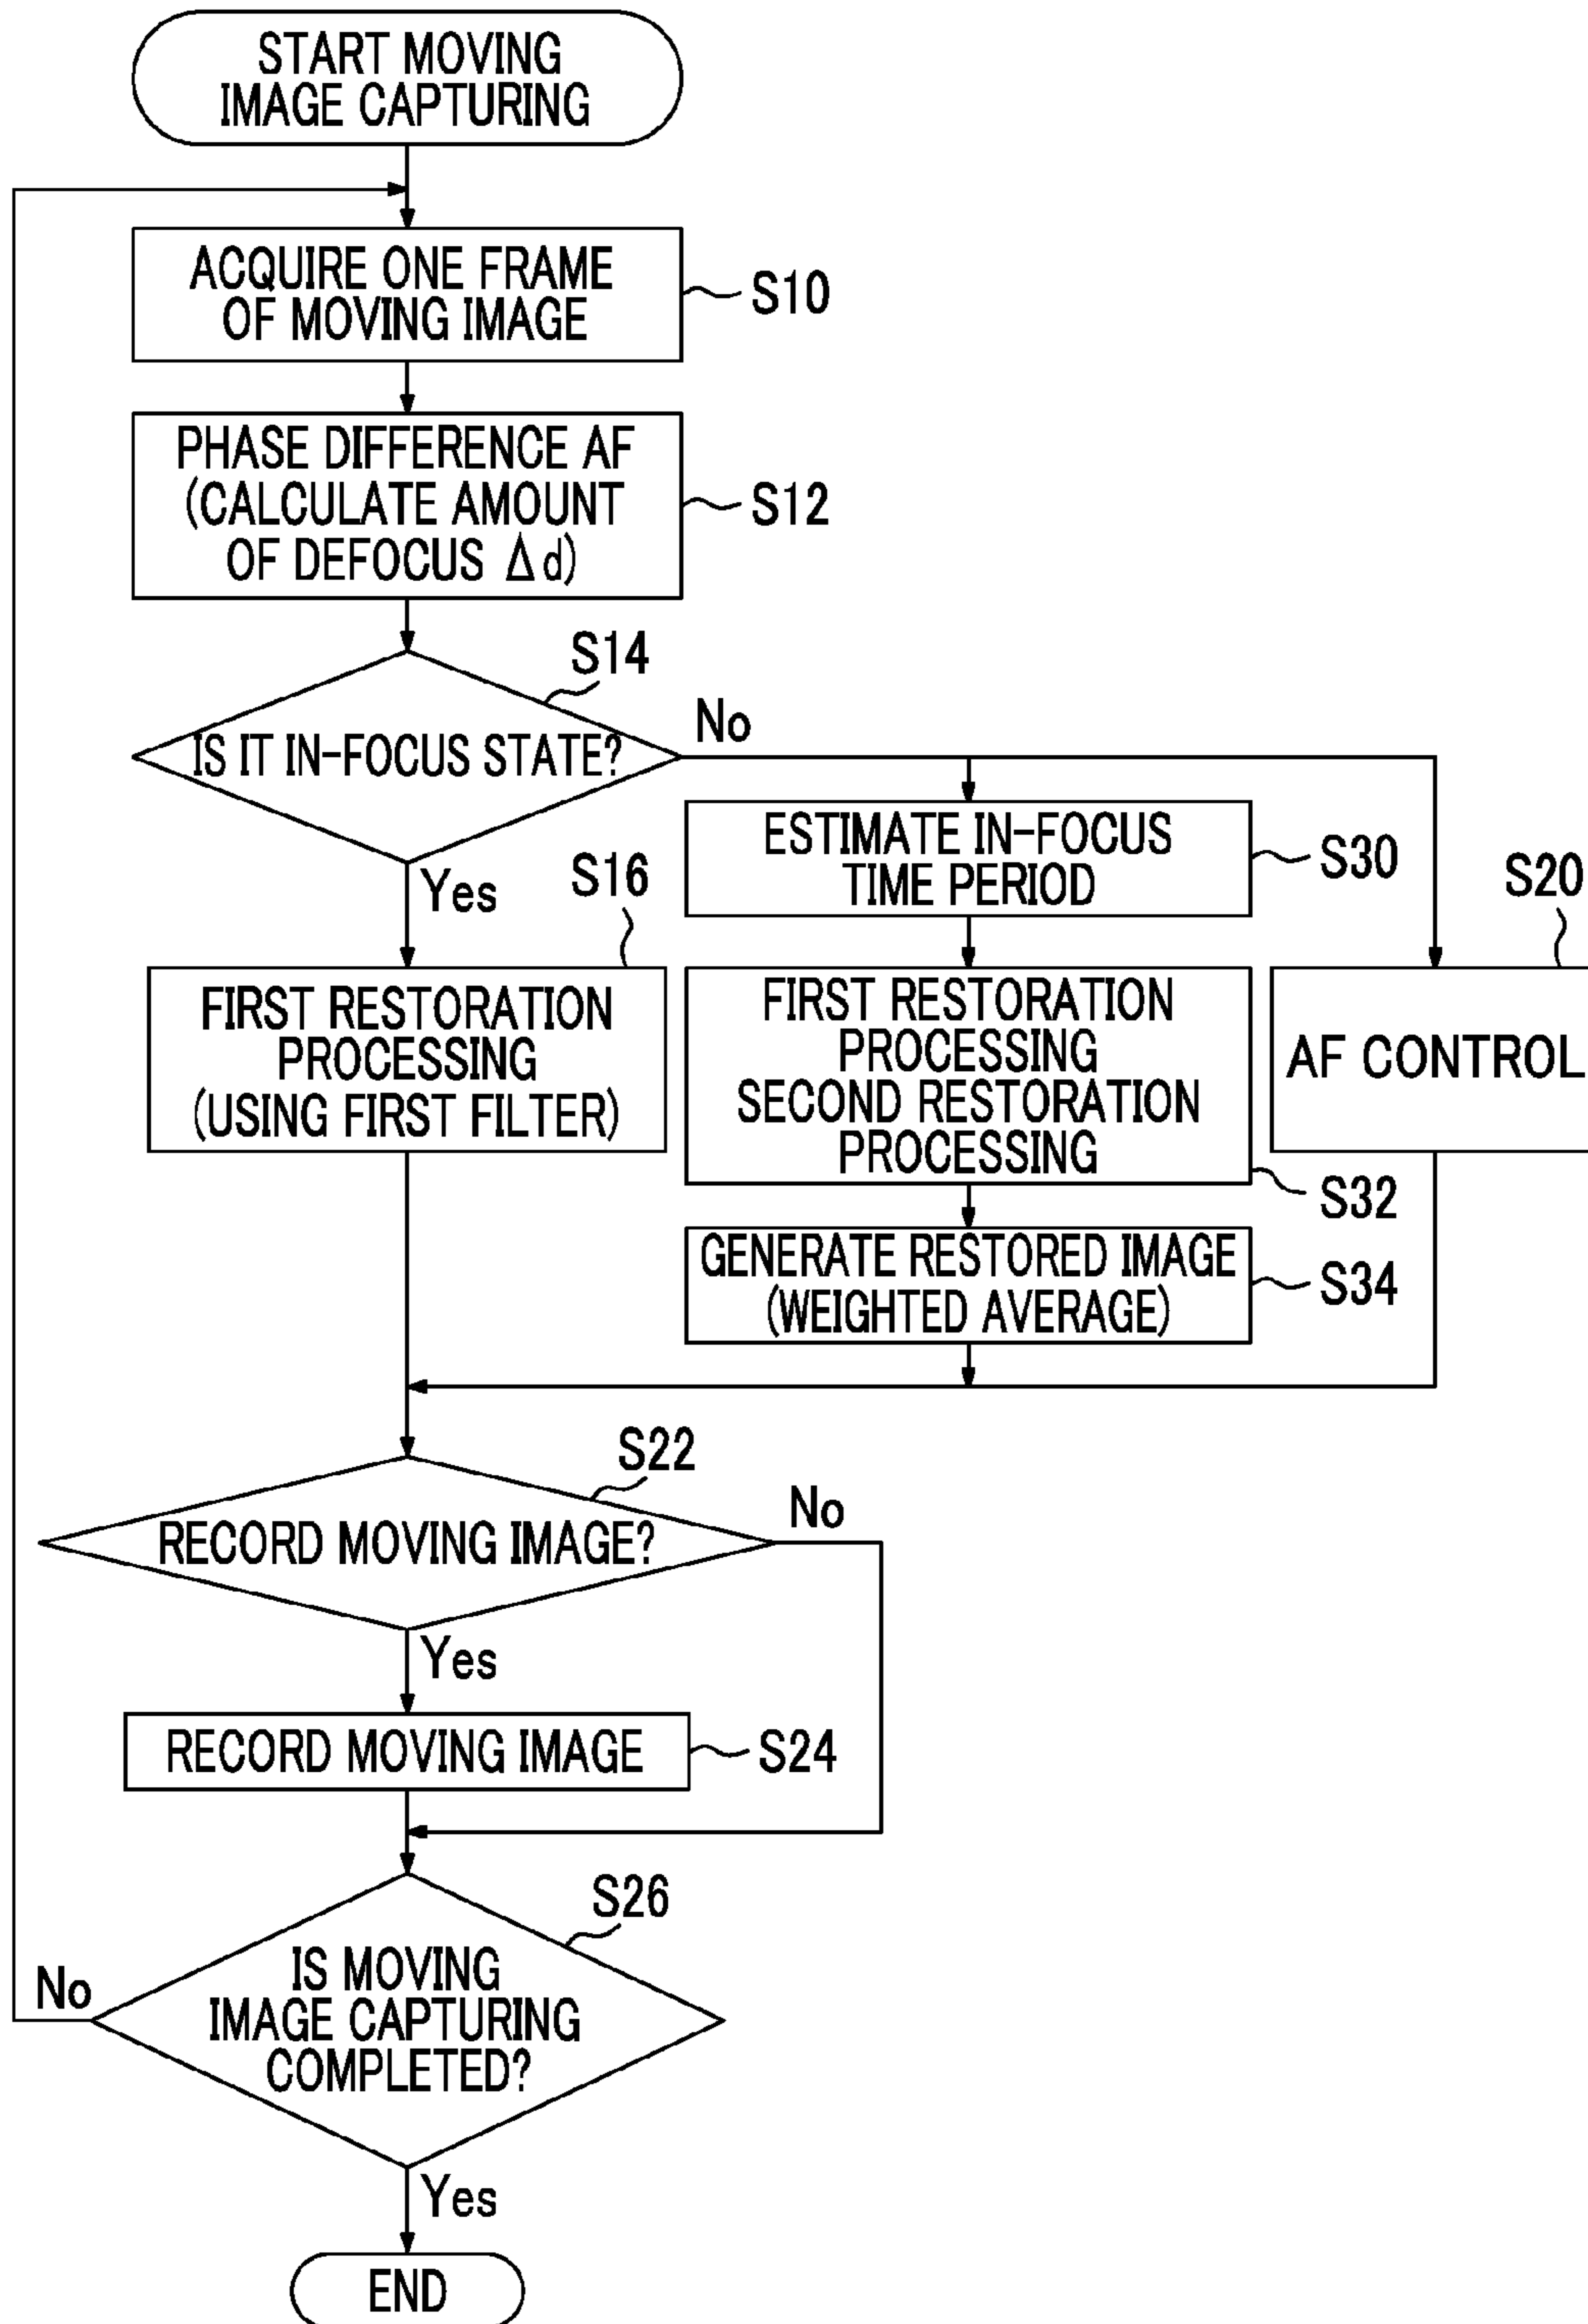 START MOVING
IMAGE CAPTURING
ACQUIRE ONE FRAME
OF MOVING IMAGE
S10
PHASE DIFFERENCE AF
(CALCULATE AMOUNT
OF DEFOCUS Δd)
S12
S14
IS IT IN-FOCUS STATE?
No
Yes
ESTIMATE IN-FOCUS
TIME PERIOD
S30
S16
FIRST RESTORATION
PROCESSING
(USING FIRST FILTER)
FIRST RESTORATION
PROCESSING
SECOND RESTORATION
PROCESSING
S32
S20
AF CONTROL
GENERATE RESTORED IMAGE
(WEIGHTED AVERAGE)
S34
S22
RECORD MOVING IMAGE?
No
Yes
RECORD MOVING IMAGE
S24
S26
IS MOVING
IMAGE CAPTURING
COMPLETED?
No
Yes
END